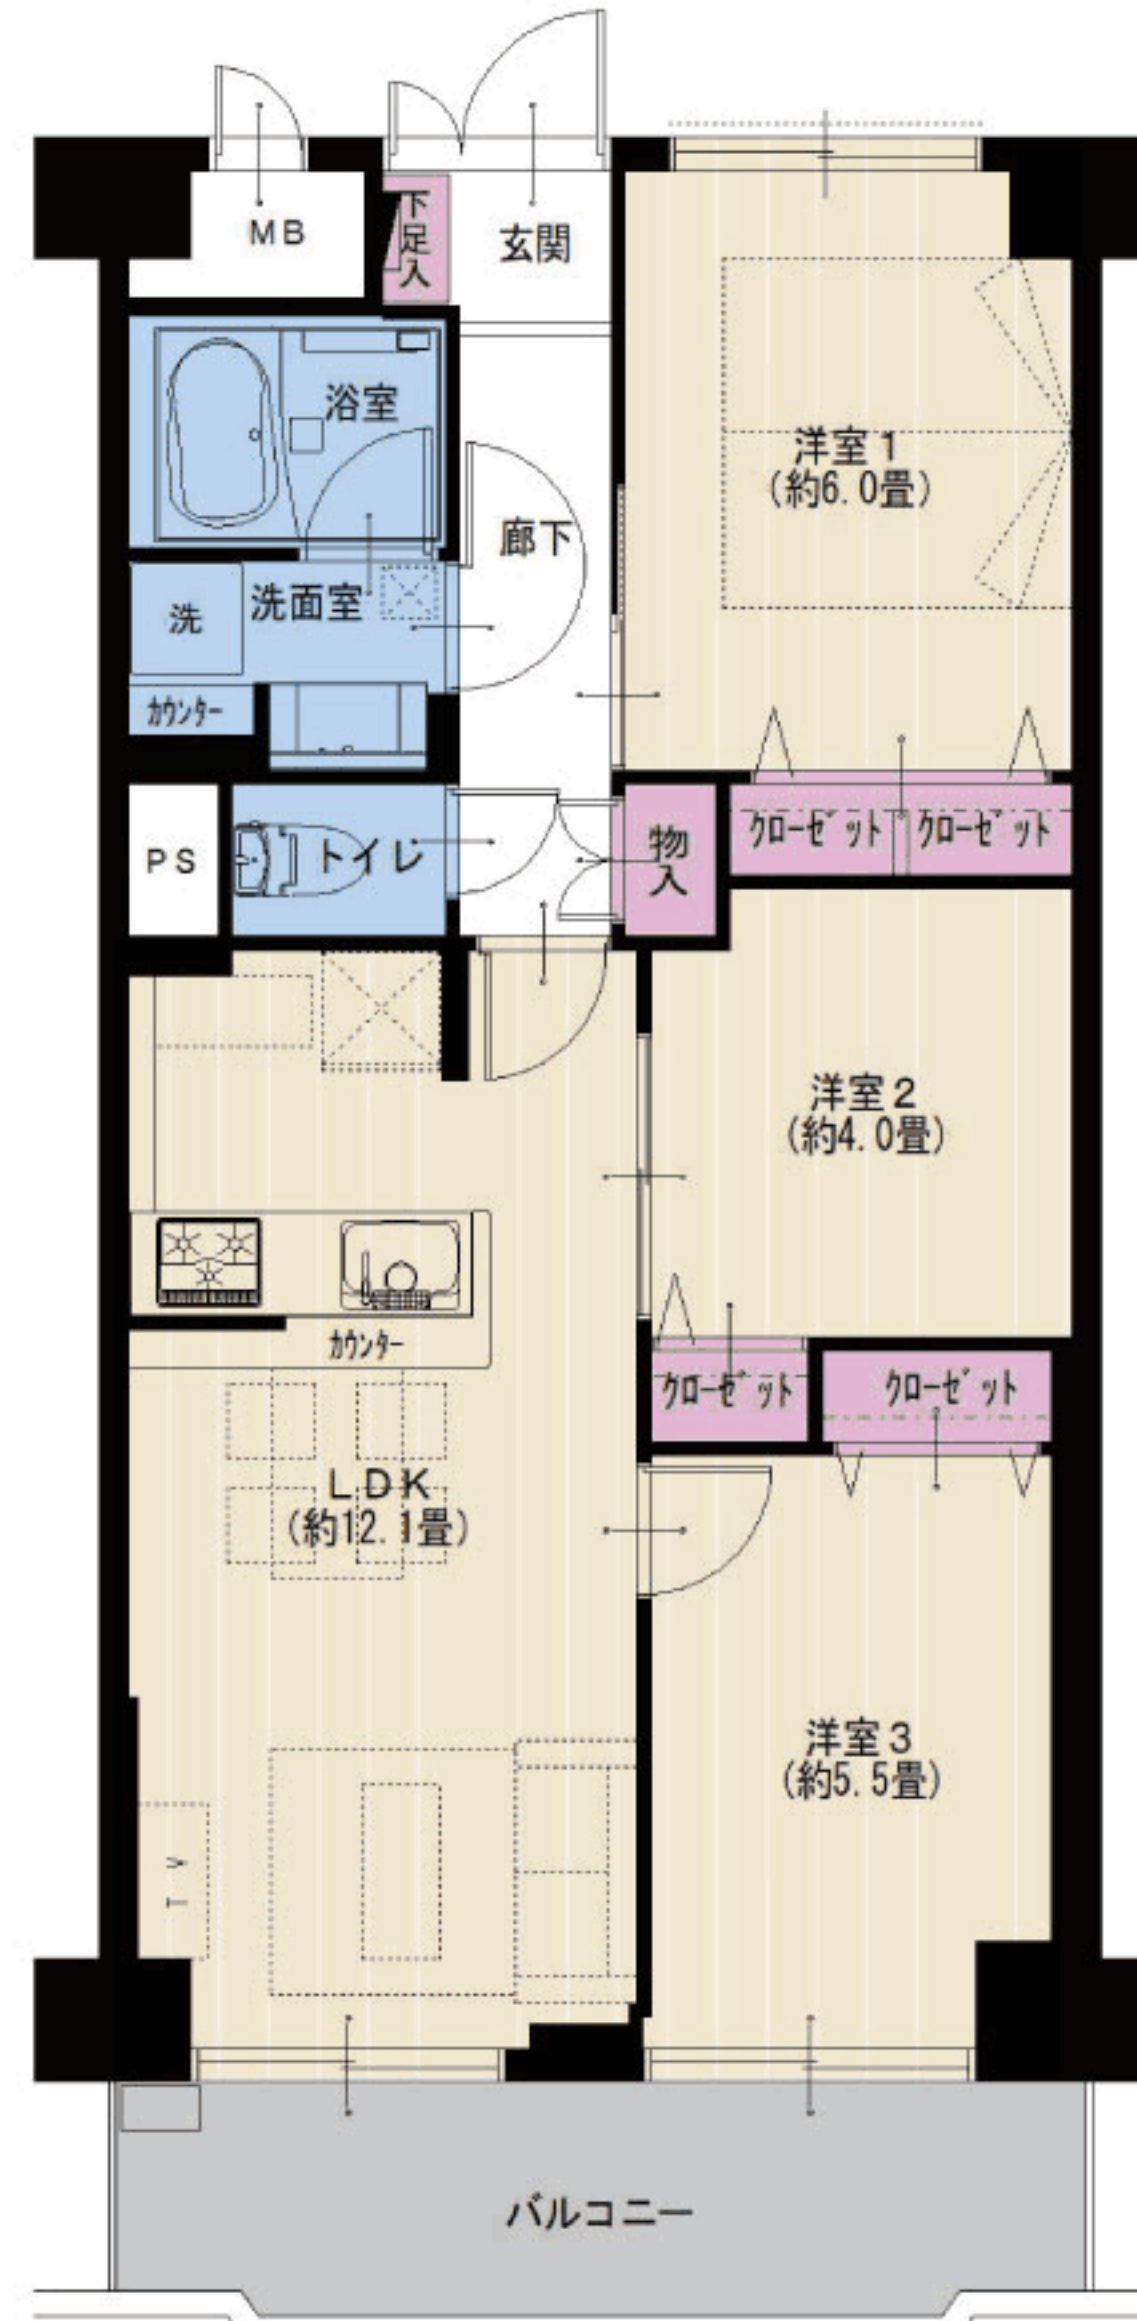 MB
下足入
玄関
浴室
洋室1
(約6.0畳)
廊下
洗
洗面室
カウンター
PS
トイレ
物入
クローゼット
クローゼット
洋室2
(約4.0畳)
カウンター
クローゼット
クローゼット
LDK
(約12.1畳)
洋室3
(約5.5畳)
TV
バルコニー